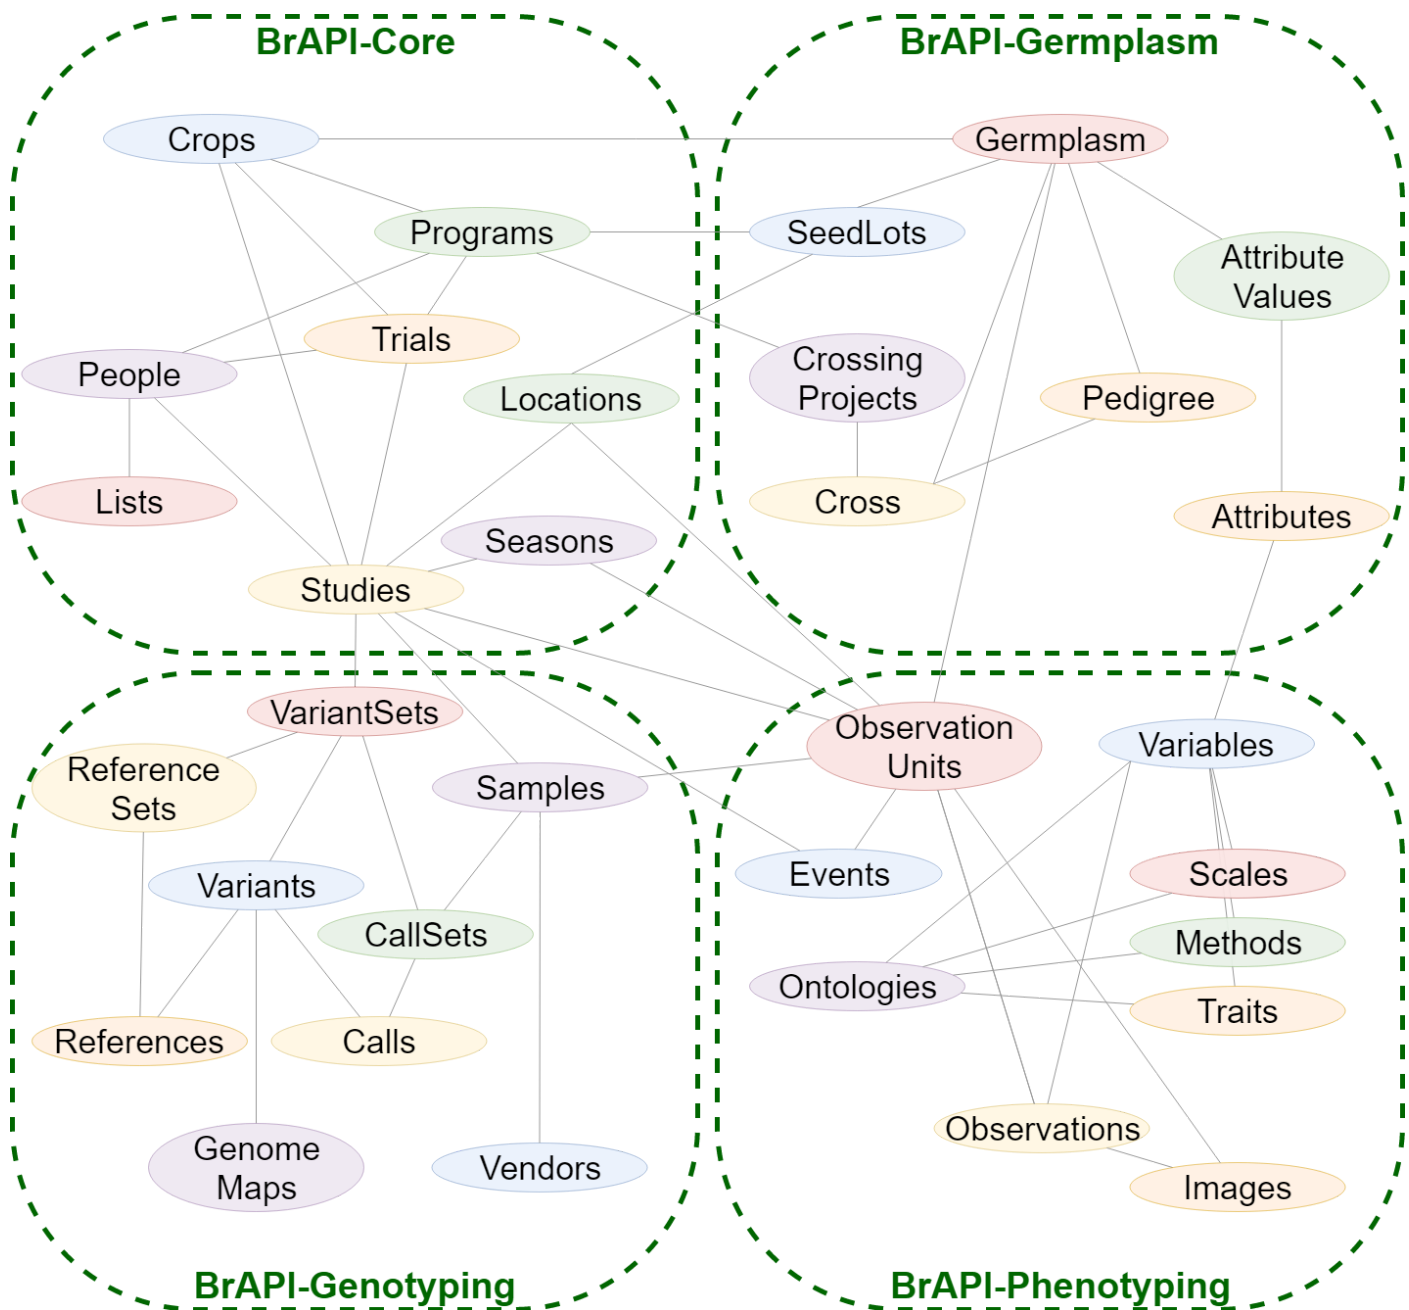 BrAPI-Core
Crops
Programs
Trials
People
Locations
Lists
Seasons
Studies
BrAPI-Germplasm
Germplasm
SeedLots
Attribute
Values
Crossing
Projects
Pedigree
Cross
Attributes
VariantSets
Reference
Sets
Samples
Variants
CallSets
References
Calls
Genome
Maps
Vendors
BrAPI-Genotyping
Observation
Units
Variables
Events
Scales
Methods
Ontologies
Traits
Observations
Images
BrAPI-Phenotyping